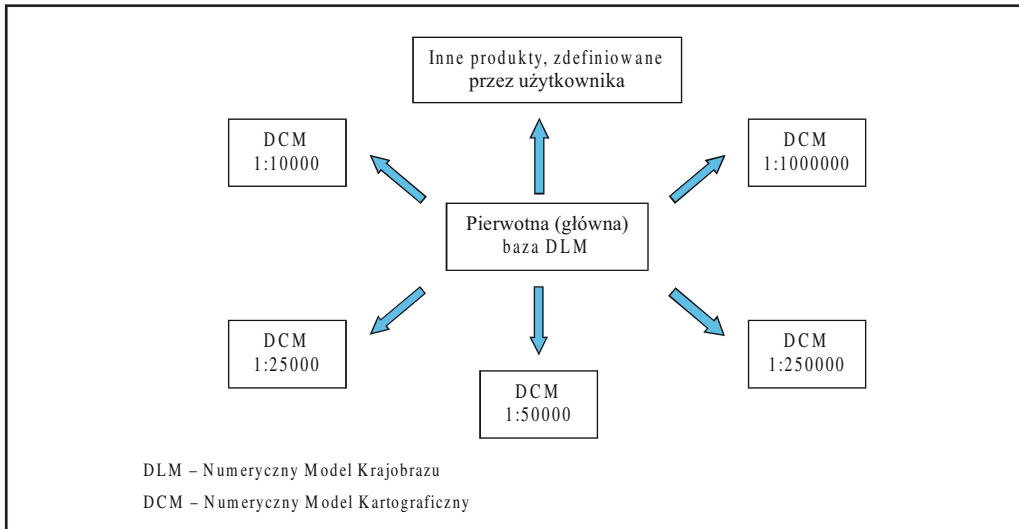 Inne produkty, zdefiniowane
przez użytkownika
DCM
1:10000
DCM
1:1000000
Pierwotna (główna)
baza DLM
DCM
1:25000
DCM
1:50000
DCM
1:250000
DLM – Numeryczny Model Krajobrazu
DCM – Numeryczny Model Kartograficzny